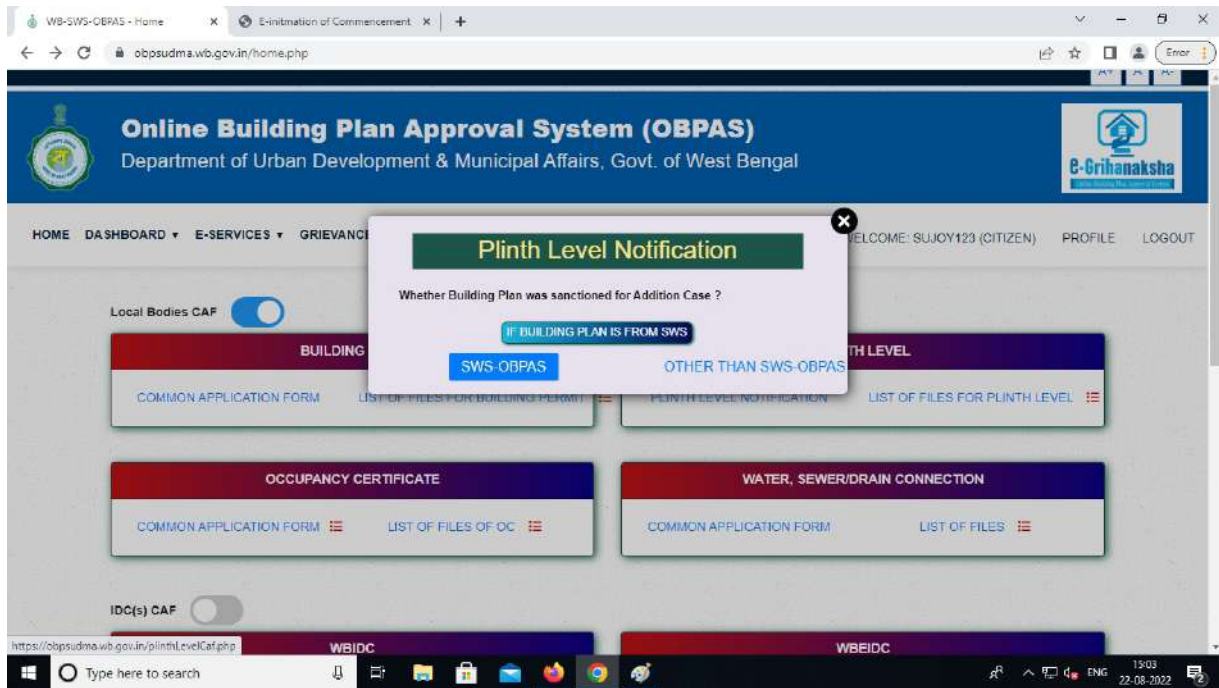 WB-SWS-OBPAS - Home
E-initmation of Commencement
obpsudma.wb.gov.in/home.php
Error
A+ A A-
Online Building Plan Approval System (OBPAS)
Department of Urban Development & Municipal Affairs, Govt. of West Bengal
e-Grihanaksha
HOME DASHBOARD E-SERVICES GRIEVANC
ELCOME: SUJOY123 (CITIZEN) PROFILE LOGOUT
Plinth Level Notification
Whether Building Plan was sanctioned for Addition Case ?
IF BUILDING PLAN IS FROM SWS
SWS-OBPAS OTHER THAN SWS-OBPAS
Local Bodies CAF
BUILDING
TH LEVEL
COMMON APPLICATION FORM LIST OF FILES FOR BUILDING PERMIT
PLINTH LEVEL NOTIFICATION LIST OF FILES FOR PLINTH LEVEL
OCCUPANCY CERTIFICATE
WATER, SEWER/DRAIN CONNECTION
COMMON APPLICATION FORM LIST OF FILES OF OC
COMMON APPLICATION FORM LIST OF FILES
IDC(s) CAF
WBIDC
WBEIDC
https://obpsudma.wb.gov.in/plinthLevelCaf.php
Type here to search
ENG
15:03
22-08-2022
2